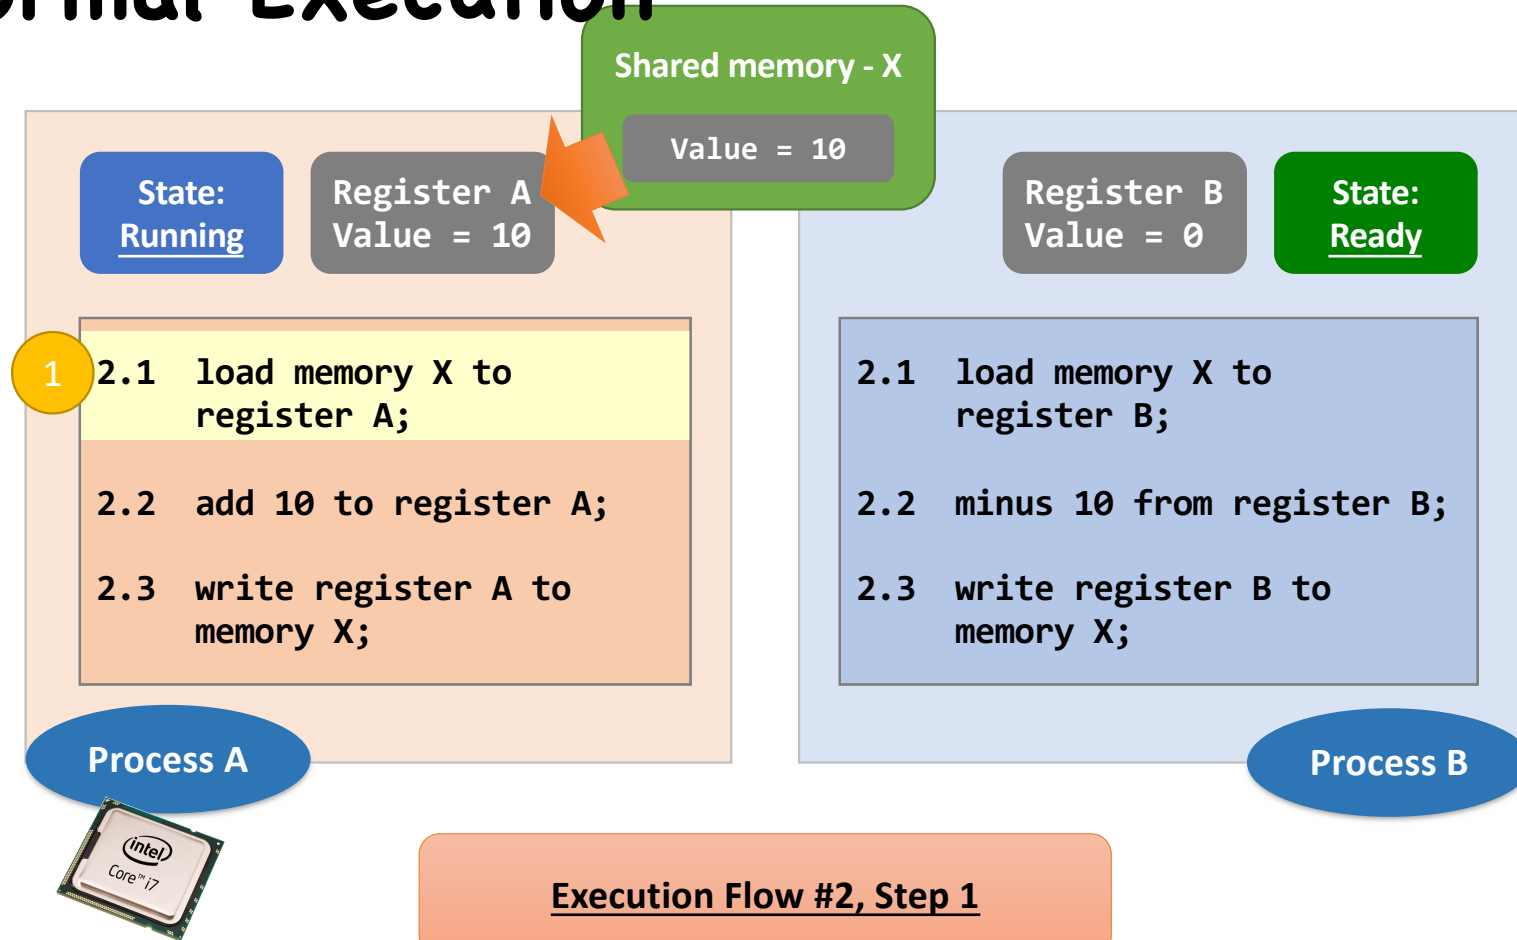 Execution
Shared memory - X
Value = 10
State:
Running
Register A
Value = 10
Register B
Value = 0
State:
Ready
1
2.1 load memory X to
register A;
2.2 add 10 to register A;
2.3 write register A to
memory X;
2.1 load memory X to
register B;
2.2 minus 10 from register B;
2.3 write register B to
memory X;
Process A
Process B
intel
Core™ i7
Execution Flow #2, Step 1